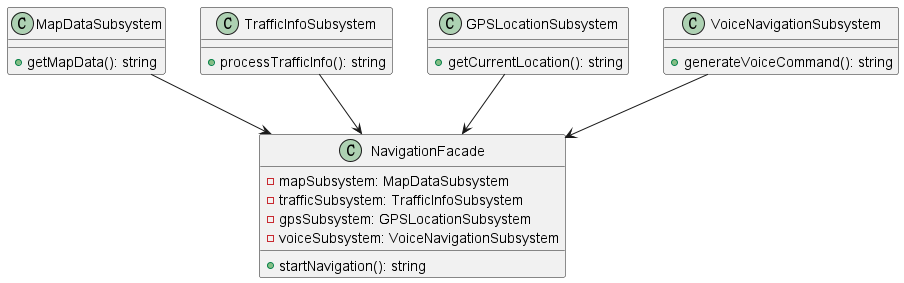 C MapDataSubsystem
getMapData(): string
C TrafficInfoSubsystem
processTrafficInfo(): string
C GPSLocationSubsystem
getCurrentLocation(): string
C VoiceNavigationSubsystem
generateVoiceCommand(): string
C NavigationFacade
mapSubsystem: MapDataSubsystem
trafficSubsystem: TrafficInfoSubsystem
gpsSubsystem: GPSLocationSubsystem
voiceSubsystem: VoiceNavigationSubsystem
startNavigation(): string